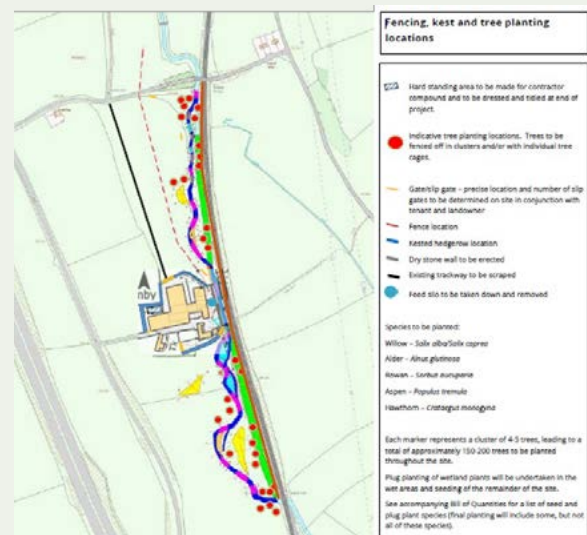 Fencing, kest and tree planting
locations
Hard standing area to be made for contractor
compound and to be dressed and tidied at end of
project.
Indicative tree planting locations. Trees to be
fenced off in clusters and/or with individual tree
cages.
Gate/slip gate – precise location and number of slip
gates to be determined on site in conjunction with
tenant and landowner
Fence location
Kested hedgerow location
Dry stone wall to be erected
Existing trackway to be scraped
Feed silo to be taken down and removed
Species to be planted:
Willow – Salix alba/Salix caprea
Alder – Alnus glutinosa
Rowan – Sorbus aucuparia
Aspen – Populus tremula
Hawthorn – Crataegus monogyna
Each marker represents a cluster of 4-5 trees, leading to a
total of approximately 150-200 trees to be planted
throughout the site.
Plug planting of wetland plants will be undertaken in the
wet areas and seeding of the remainder of the site.
See accompanying Bill of Quantities for a list of seed and
plug plant species (final planting will include some, but not
all of these species).
nby